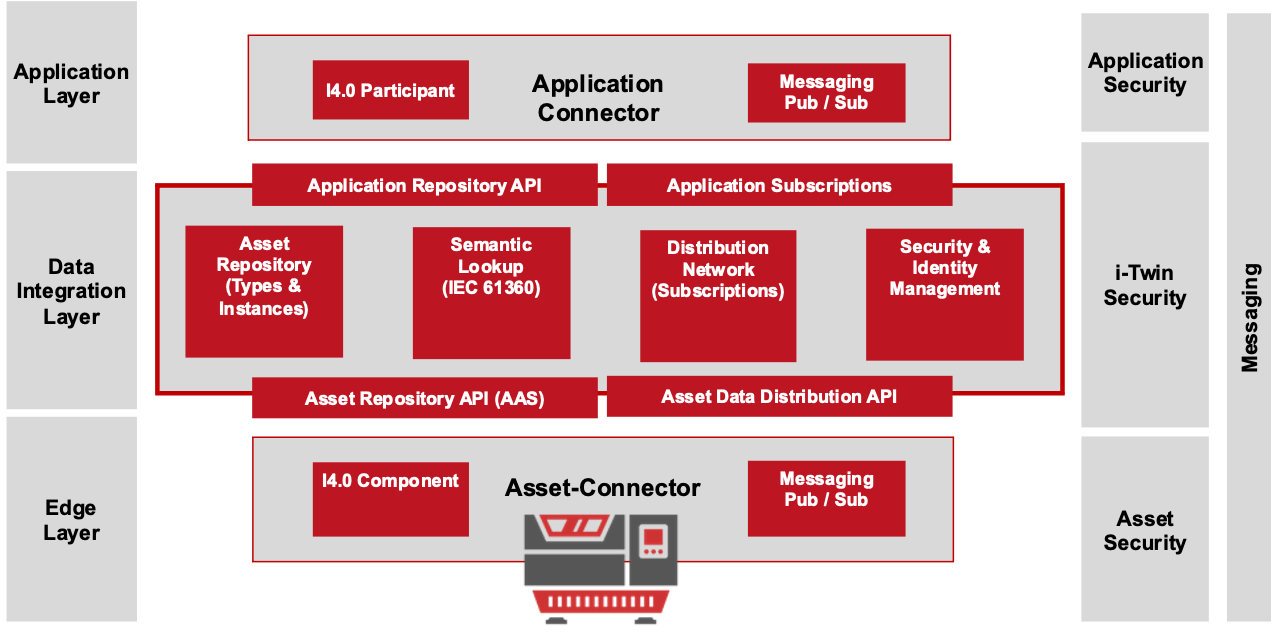 Application
Layer
I4.0 Participant
Application
Connector
Messaging
Pub / Sub
Application
Security
Application Repository API
Application Subscriptions
Data
Integration
Layer
Asset
Repository
(Types &
Instances)
Semantic
Lookup
(IEC 61360)
Distribution
Network
(Subscriptions)
Security &
Identity
Management
i-Twin
Security
Messaging
Asset Repository API (AAS)
Asset Data Distribution API
Edge
Layer
I4.0 Component
Asset-Connector
Messaging
Pub / Sub
Asset
Security